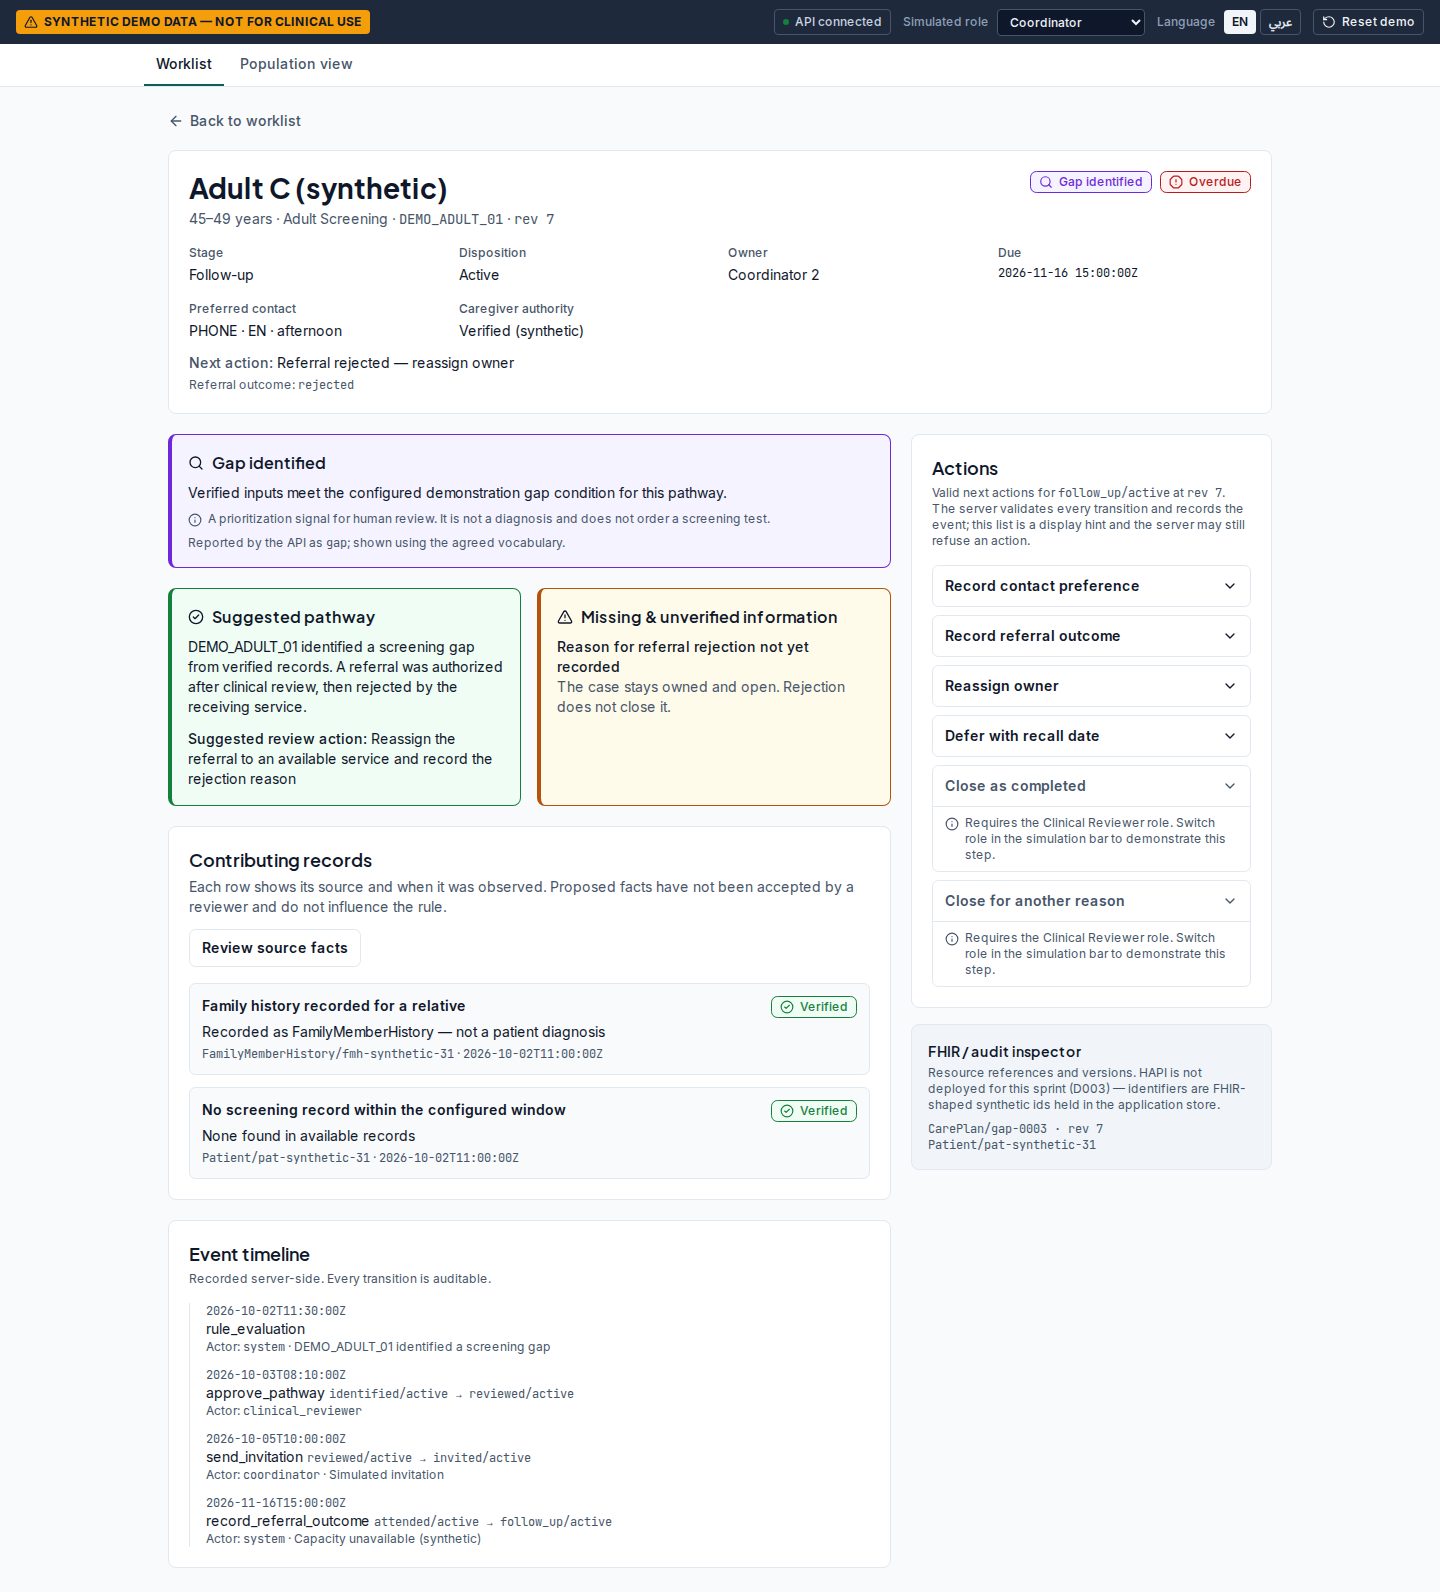 SYNTHETIC DEMO DATA — NOT FOR CLINICAL USE
API connected
Simulated role
Coordinator
Language
EN
عربي
Reset demo
Worklist
Population view
Back to worklist
Adult C (synthetic)
Gap identified
Overdue
45–49 years · Adult Screening · DEMO_ADULT_01 · rev 7
Stage
Disposition
Owner
Due
Follow-up
Active
Coordinator 2
2026-11-16 15:00:00Z
Preferred contact
Caregiver authority
PHONE · EN · afternoon
Verified (synthetic)
Next action: Referral rejected — reassign owner
Referral outcome: rejected
Gap identified
Verified inputs meet the configured demonstration gap condition for this pathway.
A prioritization signal for human review. It is not a diagnosis and does not order a screening test.
Reported by the API as gap; shown using the agreed vocabulary.
Suggested pathway
DEMO_ADULT_01 identified a screening gap
from verified records. A referral was authorized
after clinical review, then rejected by the
receiving service.
Suggested review action: Reassign the
referral to an available service and record the
rejection reason
Missing & unverified information
Reason for referral rejection not yet
recorded
The case stays owned and open. Rejection
does not close it.
Contributing records
Each row shows its source and when it was observed. Proposed facts have not been accepted by a
reviewer and do not influence the rule.
Review source facts
Family history recorded for a relative
Verified
Recorded as FamilyMemberHistory — not a patient diagnosis
FamilyMemberHistory/fmh-synthetic-31 · 2026-10-02T11:00:00Z
No screening record within the configured window
Verified
None found in available records
Patient/pat-synthetic-31 · 2026-10-02T11:00:00Z
Event timeline
Recorded server-side. Every transition is auditable.
2026-10-02T11:30:00Z
rule_evaluation
Actor: system · DEMO_ADULT_01 identified a screening gap
2026-10-03T08:10:00Z
approve_pathway identified/active → reviewed/active
Actor: clinical_reviewer
2026-10-05T10:00:00Z
send_invitation reviewed/active → invited/active
Actor: coordinator · Simulated invitation
2026-11-16T15:00:00Z
record_referral_outcome attended/active → follow_up/active
Actor: system · Capacity unavailable (synthetic)
Actions
Valid next actions for follow_up/active at rev 7.
The server validates every transition and records the
event; this list is a display hint and the server may still
refuse an action.
Record contact preference
Record referral outcome
Reassign owner
Defer with recall date
Close as completed
Requires the Clinical Reviewer role. Switch
role in the simulation bar to demonstrate this
step.
Close for another reason
Requires the Clinical Reviewer role. Switch
role in the simulation bar to demonstrate this
step.
FHIR / audit inspector
Resource references and versions. HAPI is not
deployed for this sprint (D003) — identifiers are FHIR-
shaped synthetic ids held in the application store.
CarePlan/gap-0003 · rev 7
Patient/pat-synthetic-31